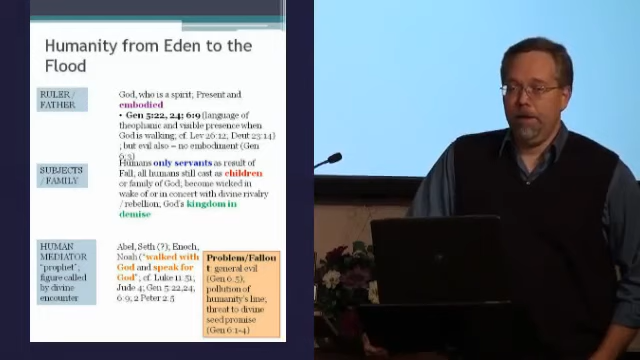 Humanity from Eden to the
Flood
RULER /
FATHER
God, who is a spirit; Present and
embodied
• Gen 5:22, 24; 6:9 (language of
theophanic and visible presence when
God is walking; cf. Lev 26:12; Deut 23:14)
; but evil also – no embodiment (Gen
6:3)
SUBJECTS
/ FAMILY
Humans only servants as result of
Fall, all humans still cast as children
or family of God; become wicked in
wake of or in concert with divine rivalry
/ rebellion; God's kingdom in
demise
HUMAN
MEDIATOR
"prophet",
figure called
by divine
encounter
Abel, Seth (?); Enoch,
Noah ("walked with
God and speak for
God", cf. Luke 11:51;
Jude 4; Gen 5:22,24;
6:9, 2 Peter 2:5
Problem/Fallou
t: general evil
(Gen 6:5);
pollution of
humanity's line;
threat to divine
seed promise
(Gen 6:1-4)